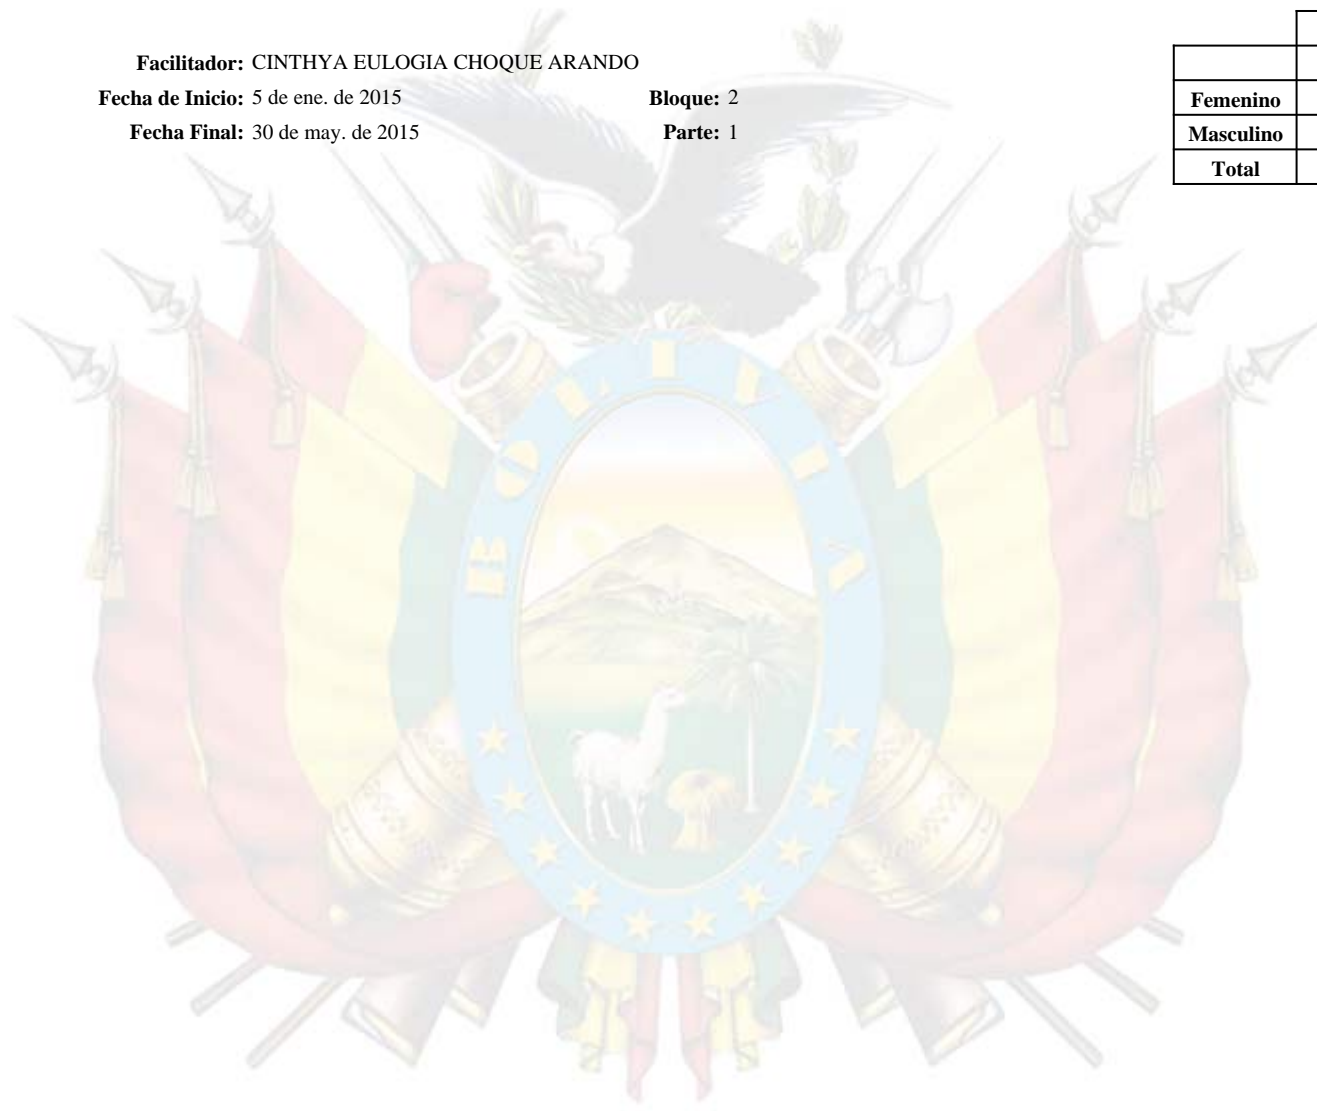 Facilitador: CINTHYA EULOGIA CHOQUE ARANDO
Fecha de Inicio: 5 de ene. de 2015 Bloque: 2
Fecha Final: 30 de may. de 2015 Parte: 1
Femenino
Masculino
Total
BOLIVIA